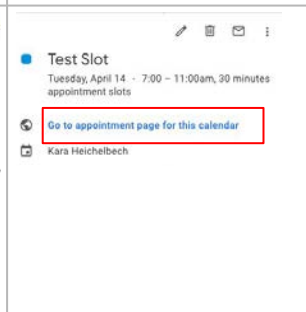 Test Slot
Tuesday, April 14 - 7:00 – 11:00am, 30 minutes
appointment slots
Go to appointment page for this calendar
Kara Heichelbech